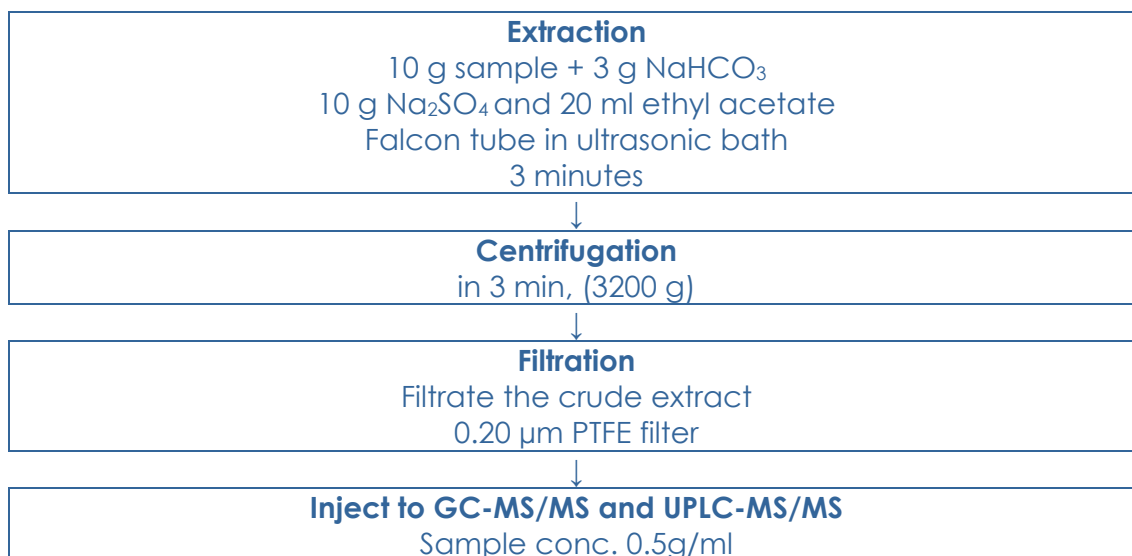 Extraction
10 g sample + 3 g NaHCO₃
10 g Na₂SO₄ and 20 ml ethyl acetate
Falcon tube in ultrasonic bath
3 minutes
↓
Centrifugation
in 3 min, (3200 g)
↓
Filtration
Filtrate the crude extract
0.20 µm PTFE filter
↓
Inject to GC-MS/MS and UPLC-MS/MS
Sample conc. 0.5g/ml